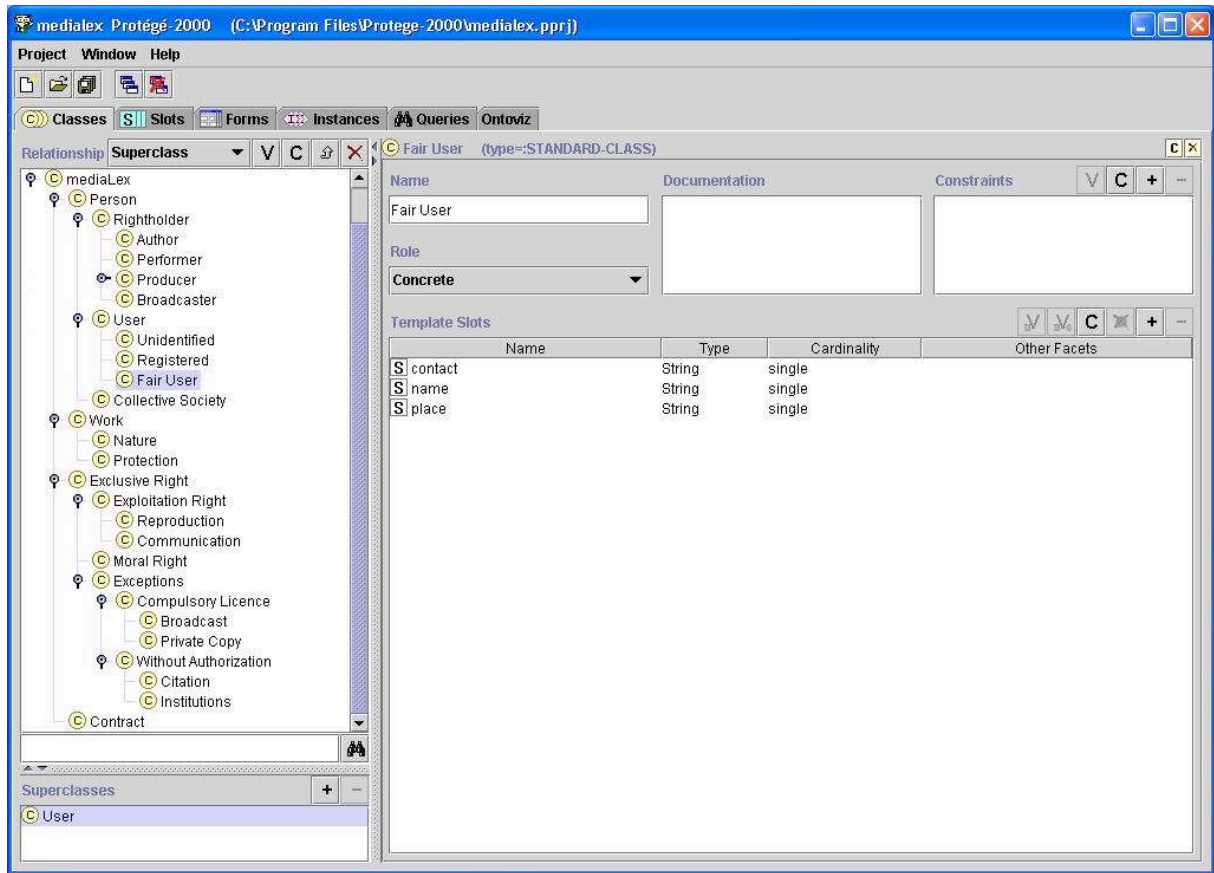 medialex Protégé-2000 (C:\Program Files\Protege-2000\medialex.pprj)
Project Window Help
Classes Slots Forms Instances Queries Ontoviz
Relationship Superclass V C
mediaLex
Person
Rightholder
Author
Performer
Producer
Broadcaster
User
Unidentified
Registered
Fair User
Collective Society
Work
Nature
Protection
Exclusive Right
Exploitation Right
Reproduction
Communication
Moral Right
Exceptions
Compulsory Licence
Broadcast
Private Copy
Without Authorization
Citation
Institutions
Contract
Superclasses + -
C User
C Fair User (type=:STANDARD-CLASS) C ×
Name Documentation Constraints V C + -
Fair User
Role
Concrete
Template Slots V V C + -
Name Type Cardinality Other Facets
S contact String single
S name String single
S place String single